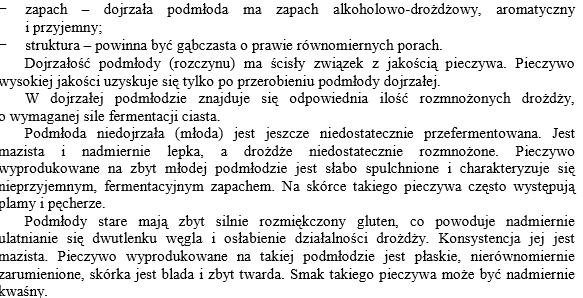 – zapach – dojrzała podmłoda ma zapach alkoholowo-drożdżowy, aromatyczny
i przyjemny;
– struktura – powinna być gąbczasta o prawie równomiernych porach.
Dojrzałość podmłody (rozczynu) ma ścisły związek z jakością pieczywa. Pieczywo
wysokiej jakości uzyskuje się tylko po przerobieniu podmłody dojrzałej.
W dojrzałej podmłodzie znajduje się odpowiednia ilość rozmnożonych drożdży,
o wymaganej sile fermentacji ciasta.
Podmłoda niedojrzała (młoda) jest jeszcze niedostatecznie przefermentowana. Jest
mazista i nadmiernie lepka, a drożdże niedostatecznie rozmnożone. Pieczywo
wyprodukowane na zbyt młodej podmłodzie jest słabo spulchnione i charakteryzuje się
nieprzyjemnym, fermentacyjnym zapachem. Na skórce takiego pieczywa często występują
plamy i pęcherze.
Podmłody stare mają zbyt silnie rozmiękczony gluten, co powoduje nadmiernie
ulatnianie się dwutlenku węgla i osłabienie działalności drożdży. Konsystencja jej jest
mazista. Pieczywo wyprodukowane na takiej podmłodzie jest płaskie, nierównomiernie
zarumienione, skórka jest blada i zbyt twarda. Smak takiego pieczywa może być nadmiernie
kwaśny.